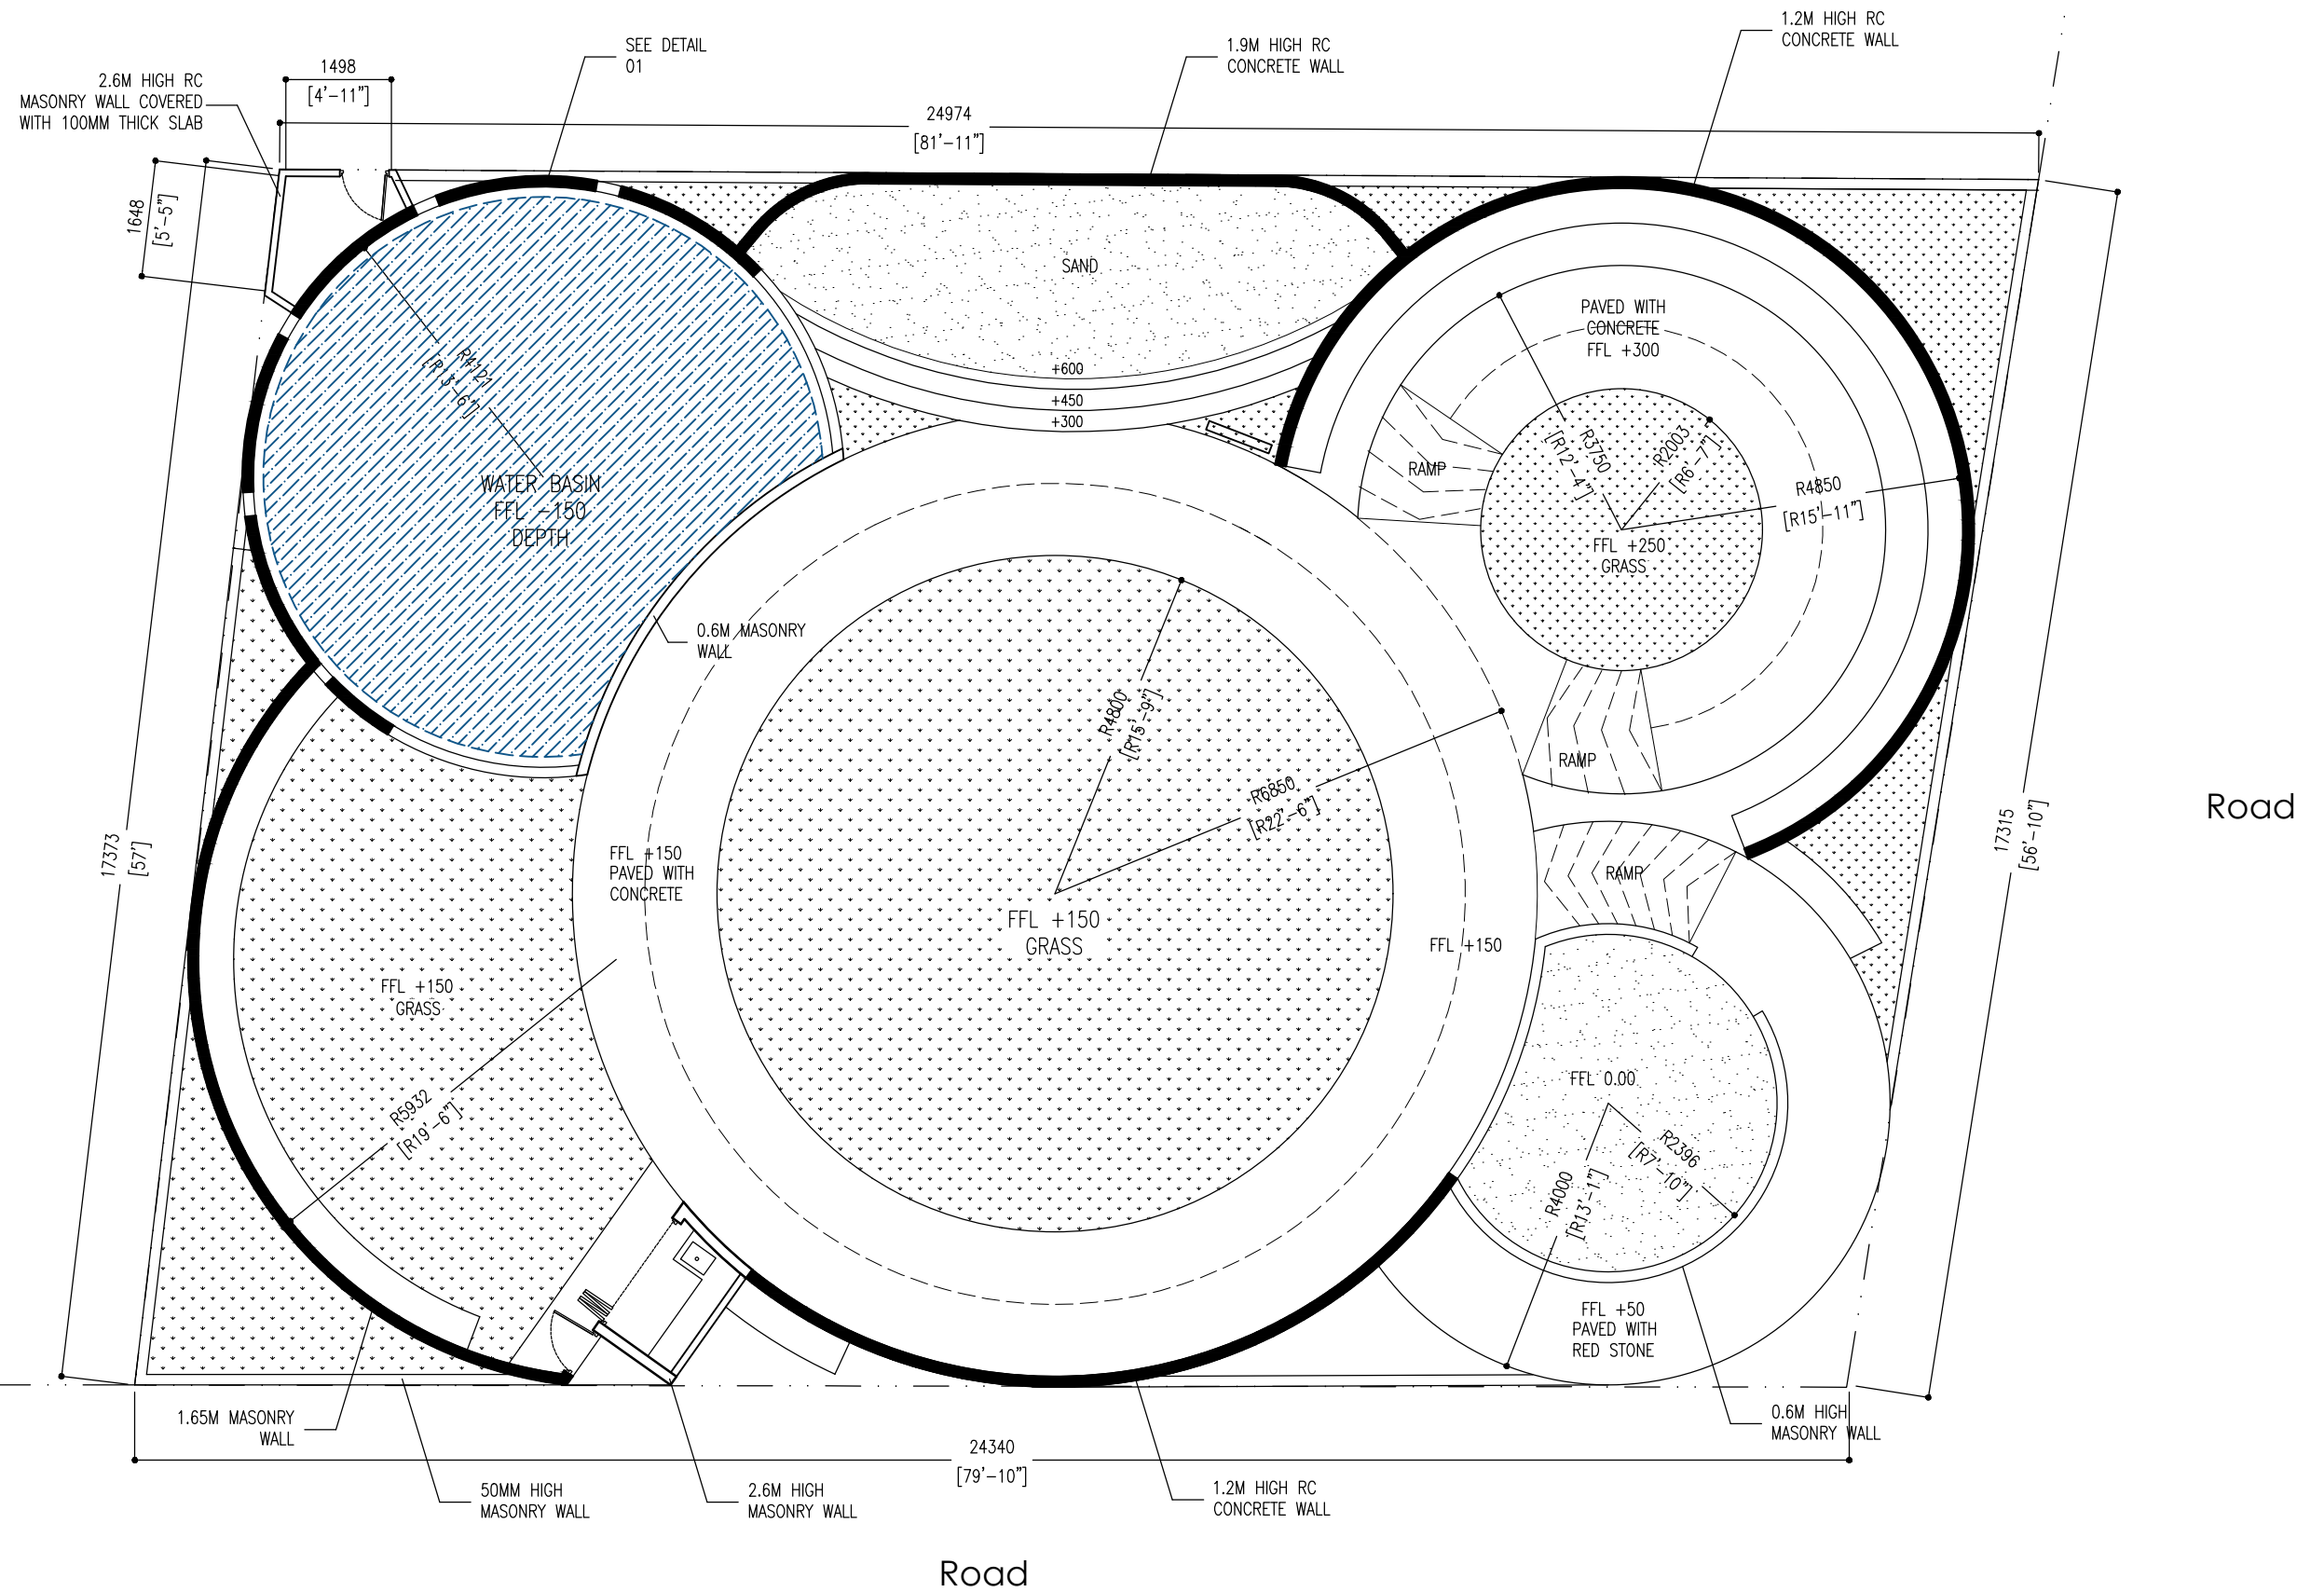 1.2M HIGH RC
CONCRETE WALL
SEE DETAIL
01
1.9M HIGH RC
CONCRETE WALL
1498
[4'-11"]
2.6M HIGH RC
MASONRY WALL COVERED
WITH 100MM THICK SLAB
24974
[81'-11"]
1648
[5'-5"]
SAND
PAVED WITH
CONCRETE
FFL +300
R4121
[R13'-6"]
+600
+450
+300
RAMP
R3750
[R12'-4"]
R2003
[R6'-7"]
R4850
[R15'-11"]
WATER BASIN
FFL -150
DEPTH
FFL +250
GRASS
0.6M MASONRY
WALL
R4800
[R15'-9"]
R6850
[R22'-6"]
RAMP
Road
17373
[57']
17315
[56'-10"]
FFL +150
PAVED WITH
CONCRETE
RAMP
FFL +150
GRASS
FFL +150
FFL +150
GRASS
FFL 0.00
R5932
[R19'-6"]
R2396
[R7'-10"]
R4000
[R13'-1"]
FFL +50
PAVED WITH
RED STONE
1.65M MASONRY
WALL
0.6M HIGH
MASONRY WALL
24340
[79'-10"]
50MM HIGH
MASONRY WALL
2.6M HIGH
MASONRY WALL
1.2M HIGH RC
CONCRETE WALL
Road